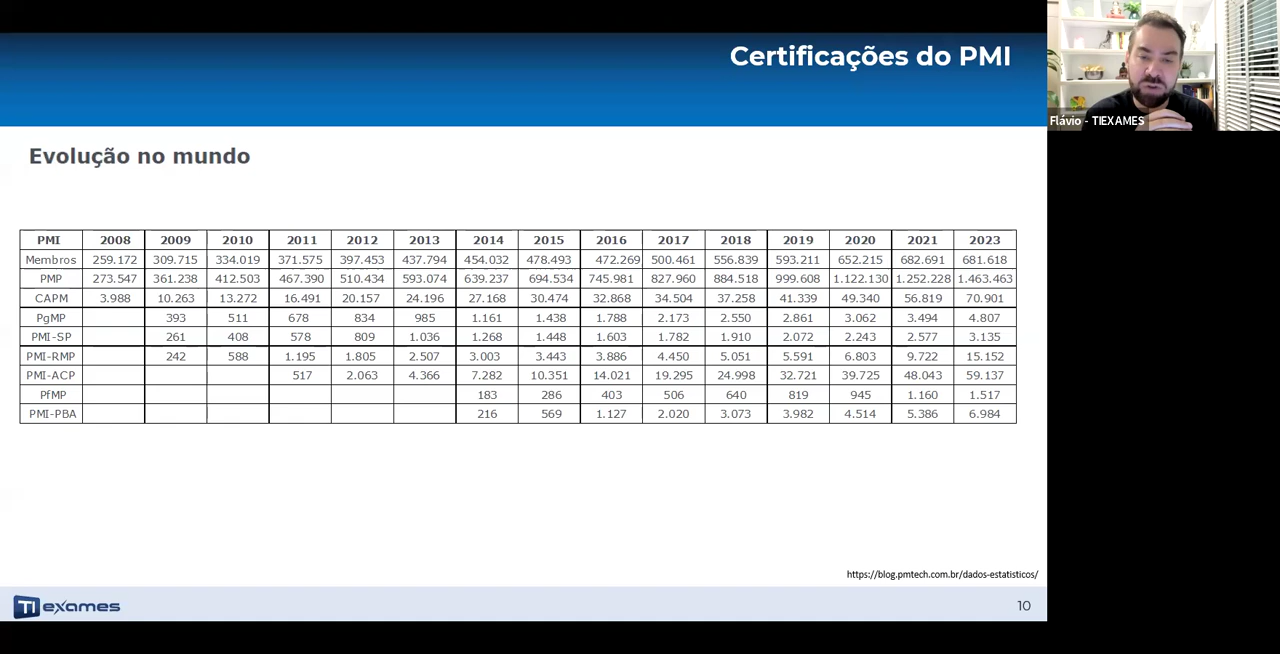 Certificações do PMI
Flávio - TIEXAMES
Evolução no mundo
PMI 2008 2009 2010 2011 2012 2013 2014 2015 2016 2017 2018 2019 2020 2021 2023
Membros 259.172 309.715 334.019 371.575 397.453 437.794 454.032 478.493 472.269 500.461 556.839 593.211 652.215 682.691 681.618
PMP 273.547 361.238 412.503 467.390 510.434 593.074 639.237 694.534 745.981 827.960 884.518 999.608 1.122.130 1.252.228 1.463.463
CAPM 3.988 10.263 13.272 16.491 20.157 24.196 27.168 30.474 32.868 34.504 37.258 41.339 49.340 56.819 70.901
PgMP 393 511 678 834 985 1.161 1.438 1.788 2.173 2.550 2.861 3.062 3.494 4.807
PMI-SP 261 408 578 809 1.036 1.268 1.448 1.603 1.782 1.910 2.072 2.243 2.577 3.135
PMI-RMP 242 588 1.195 1.805 2.507 3.003 3.443 3.886 4.450 5.051 5.591 6.803 9.722 15.152
PMI-ACP 517 2.063 4.366 7.282 10.351 14.021 19.295 24.998 32.721 39.725 48.043 59.137
PfMP 183 286 403 506 640 819 945 1.160 1.517
PMI-PBA 216 569 1.127 2.020 3.073 3.982 4.514 5.386 6.984
https://blog.pmtech.com.br/dados-estatisticos/
TI exames
10